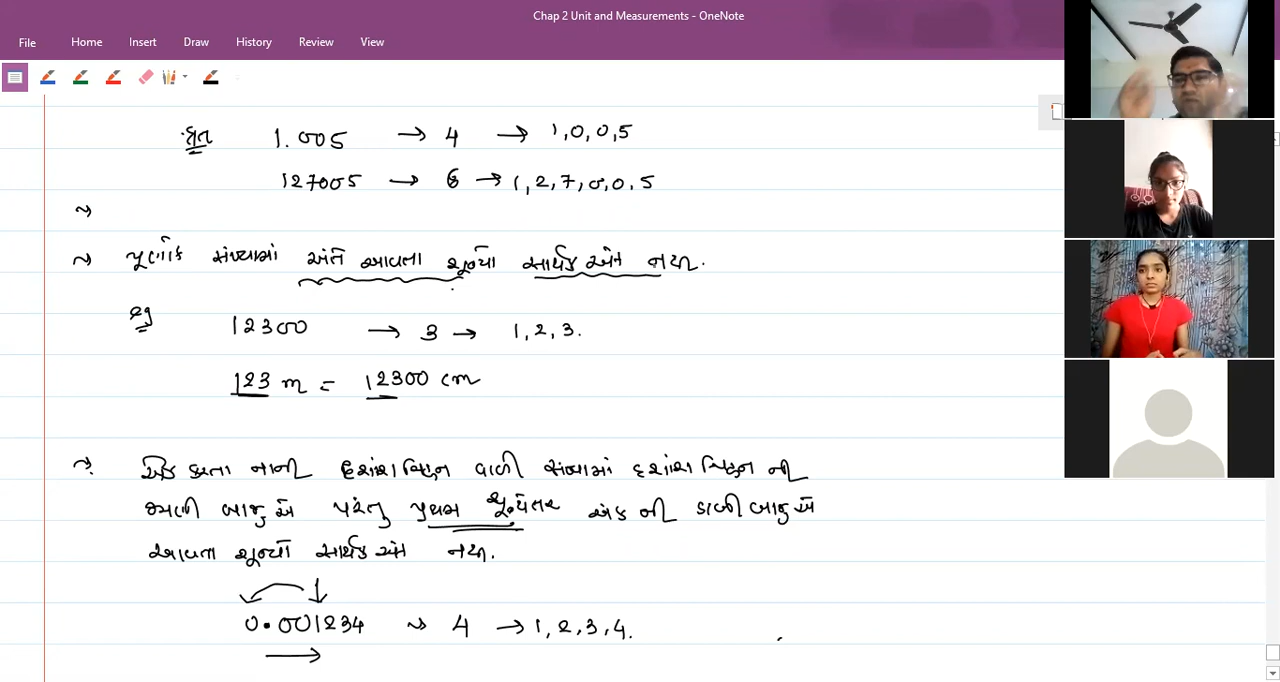 Chap 2 Unit and Measurements - OneNote
File Home Insert Draw History Review View
1.005 → 4 → 1,0,0,5
127005 → 6 → 1,2,7,0,0,5
પૂર્ણાંક સંખ્યામાં અંતે આવતા શૂન્યો સાર્થક અંક નથી.
eg 12300 → 3 → 1,2,3.
123 m = 12300 cm
એક કરતા નાની દશાંશચિહ્ન વાળી સંખ્યામાં દશાંશચિહ્ન ની
જમણી બાજુએ પરંતુ પ્રથમ શૂન્યેતર અંક ની ડાબી બાજુએ
આવતા શૂન્યો સાર્થક અંક નથી.
0.001234 ~> 4 → 1,2,3,4.